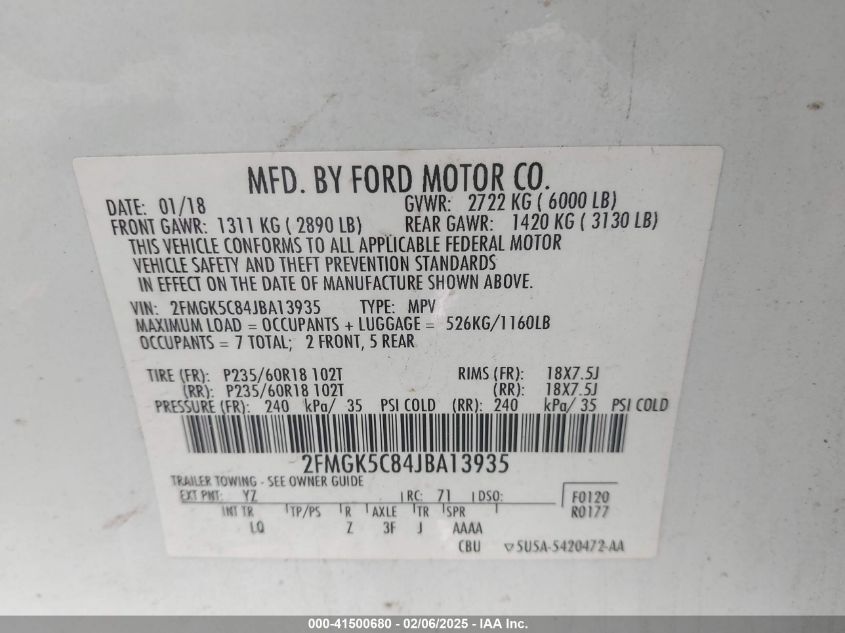 MFD. BY FORD MOTOR CO.
DATE: 01/18 GVWR: 2722 KG ( 6000 LB)
FRONT GAWR: 1311 KG ( 2890 LB) REAR GAWR: 1420 KG ( 3130 LB)
THIS VEHICLE CONFORMS TO ALL APPLICABLE FEDERAL MOTOR
VEHICLE SAFETY AND THEFT PREVENTION STANDARDS
IN EFFECT ON THE DATE OF MANUFACTURE SHOWN ABOVE.
VIN: 2FMGK5C84JBA13935 TYPE: MPV
MAXIMUM LOAD = OCCUPANTS + LUGGAGE = 526KG/1160LB
OCCUPANTS = 7 TOTAL; 2 FRONT, 5 REAR
TIRE (FR): P235/60R18 102T RIMS (FR): 18X7.5J
(RR): P235/60R18 102T (RR): 18X7.5J
PRESSURE (FR): 240 kPa/ 35 PSI COLD (RR): 240 kPa/ 35 PSI COLD
2FMGK5C84JBA13935
TRAILER TOWING - SEE OWNER GUIDE
EXT PNT: YZ RC: 71 DSO: F0120
INT TR TP/PS R AXLE TR SPR R0177
LQ Z 3F J AAAA
CBU ▽5U5A-5420472-AA
000-41500680 - 02/06/2025 - IAA Inc.